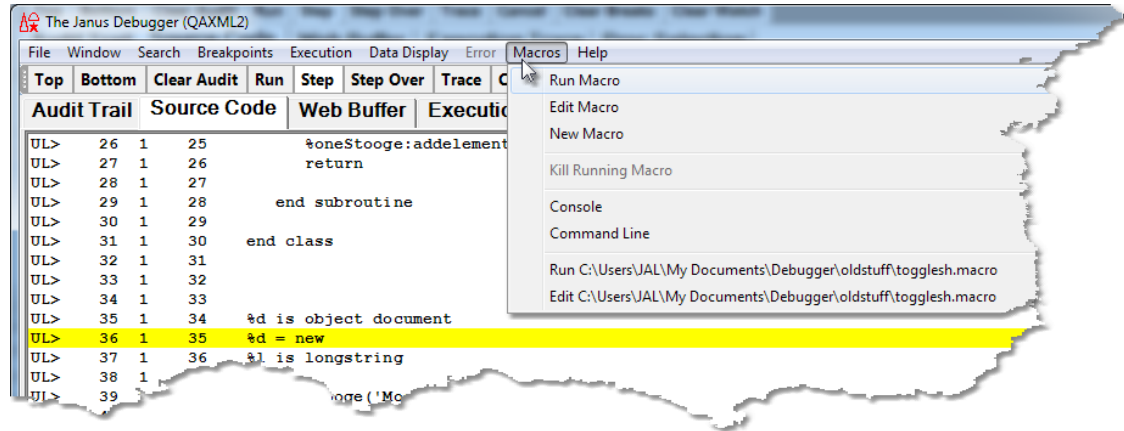 The Janus Debugger (QAXML2)
File Window Search Breakpoints Execution Data Display Error Macros Help
Top Bottom Clear Audit Run Step Step Over Trace
Audit Trail Source Code Web Buffer
Run Macro
Edit Macro
New Macro
Kill Running Macro
Console
Command Line
Run C:\Users\JAL\My Documents\Debugger\oldstuff\togglesh.macro
Edit C:\Users\JAL\My Documents\Debugger\oldstuff\togglesh.macro
UL> 26 1 25 %oneStooge:addelement
UL> 27 1 26 return
UL> 28 1 27
UL> 29 1 28 end subroutine
UL> 30 1 29
UL> 31 1 30 end class
UL> 32 1 31
UL> 33 1 32
UL> 34 1 33
UL> 35 1 34 %d is object document
UL> 36 1 35 %d = new
UL> 37 1 36 %l is longstring
UL> 38 1
UL> 39